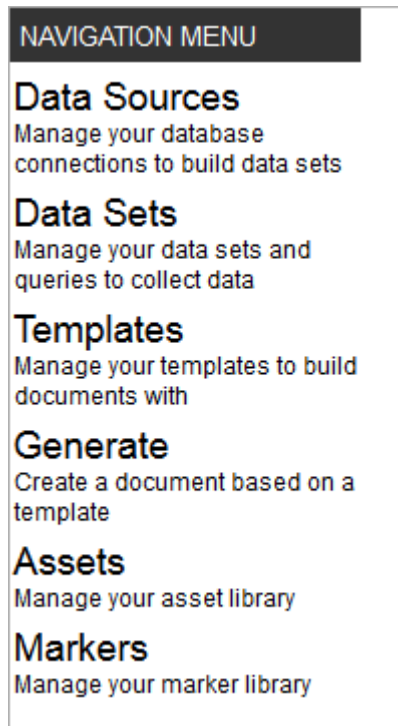 NAVIGATION MENU
Data Sources
Manage your database
connections to build data sets
Data Sets
Manage your data sets and
queries to collect data
Templates
Manage your templates to build
documents with
Generate
Create a document based on a
template
Assets
Manage your asset library
Markers
Manage your marker library